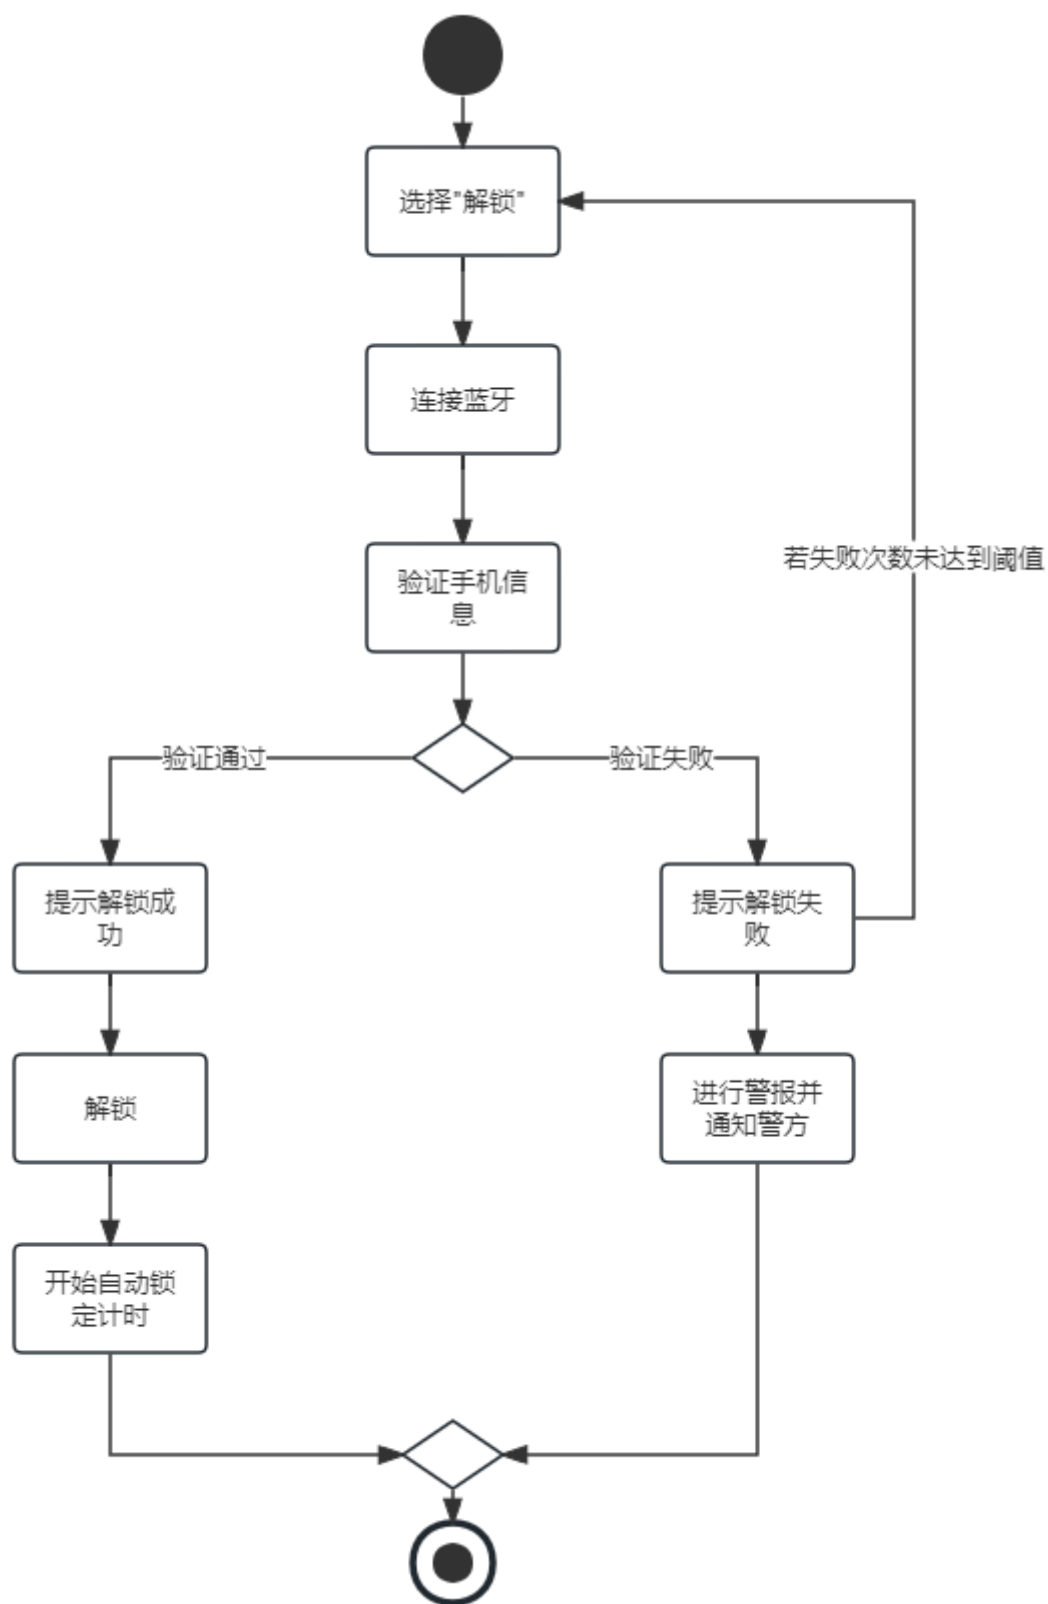 选择"解锁"
连接蓝牙
若失败次数未达到阈值
验证手机信
息
验证通过
验证失败
提示解锁成
功
提示解锁失
败
解锁
进行警报并
通知警方
开始自动锁
定计时